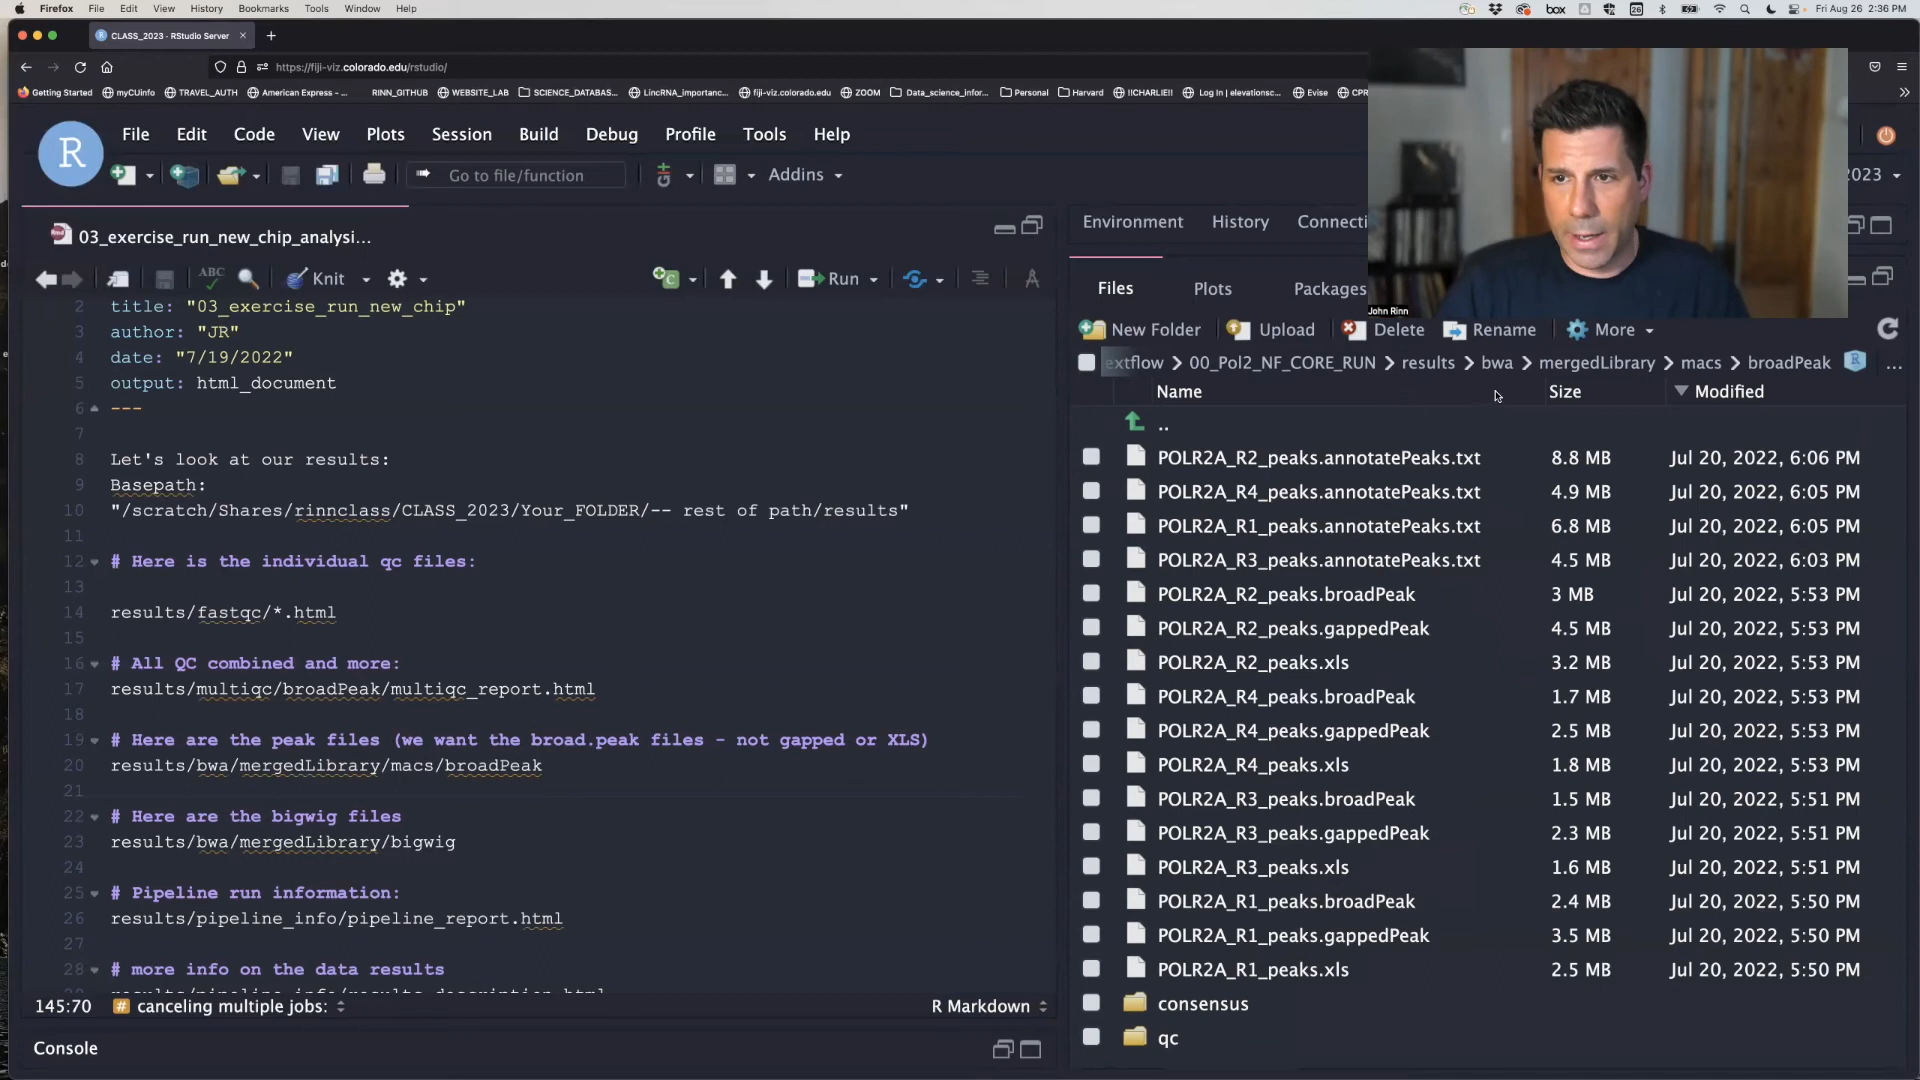 Firefox File Edit View History Bookmarks Tools Window Help
box 26 Fri Aug 26 2:36 PM
CLASS_2023 - RStudio Server
https://fiji-viz.colorado.edu/rstudio/
Getting Started myCUinfo TRAVEL_AUTH American Express - ... RINN_GITHUB WEBSITE_LAB SCIENCE_DATABAS... LincRNA_importanc... fiji-viz.colorado.edu ZOOM Data_science_infor... Personal Harvard !!CHARLIE!! Log In | elevationsc... Evise CPR
R File Edit Code View Plots Session Build Debug Profile Tools Help
Go to file/function Addins 2023
03_exercise_run_new_chip_analysi...
ABC Knit Run
2 title: "03_exercise_run_new_chip"
3 author: "JR"
4 date: "7/19/2022"
5 output: html_document
6 ---
7
8 Let's look at our results:
9 Basepath:
10 "/scratch/Shares/rinnclass/CLASS_2023/Your_FOLDER/-- rest of path/results"
11
12 # Here is the individual qc files:
13
14 results/fastqc/*.html
15
16 # All QC combined and more:
17 results/multiqc/broadPeak/multiqc_report.html
18
19 # Here are the peak files (we want the broad.peak files - not gapped or XLS)
20 results/bwa/mergedLibrary/macs/broadPeak
21
22 # Here are the bigwig files
23 results/bwa/mergedLibrary/bigwig
24
25 # Pipeline run information:
26 results/pipeline_info/pipeline_report.html
27
28 # more info on the data results
145:70 # canceling multiple jobs: R Markdown
Console
Environment History Connecti
Files Plots Packages
John Rinn
New Folder Upload Delete Rename More
extflow 00_Pol2_NF_CORE_RUN results bwa mergedLibrary macs broadPeak R ...
Name Size Modified
..
POLR2A_R2_peaks.annotatePeaks.txt 8.8 MB Jul 20, 2022, 6:06 PM
POLR2A_R4_peaks.annotatePeaks.txt 4.9 MB Jul 20, 2022, 6:05 PM
POLR2A_R1_peaks.annotatePeaks.txt 6.8 MB Jul 20, 2022, 6:05 PM
POLR2A_R3_peaks.annotatePeaks.txt 4.5 MB Jul 20, 2022, 6:03 PM
POLR2A_R2_peaks.broadPeak 3 MB Jul 20, 2022, 5:53 PM
POLR2A_R2_peaks.gappedPeak 4.5 MB Jul 20, 2022, 5:53 PM
POLR2A_R2_peaks.xls 3.2 MB Jul 20, 2022, 5:53 PM
POLR2A_R4_peaks.broadPeak 1.7 MB Jul 20, 2022, 5:53 PM
POLR2A_R4_peaks.gappedPeak 2.5 MB Jul 20, 2022, 5:53 PM
POLR2A_R4_peaks.xls 1.8 MB Jul 20, 2022, 5:53 PM
POLR2A_R3_peaks.broadPeak 1.5 MB Jul 20, 2022, 5:51 PM
POLR2A_R3_peaks.gappedPeak 2.3 MB Jul 20, 2022, 5:51 PM
POLR2A_R3_peaks.xls 1.6 MB Jul 20, 2022, 5:51 PM
POLR2A_R1_peaks.broadPeak 2.4 MB Jul 20, 2022, 5:50 PM
POLR2A_R1_peaks.gappedPeak 3.5 MB Jul 20, 2022, 5:50 PM
POLR2A_R1_peaks.xls 2.5 MB Jul 20, 2022, 5:50 PM
consensus
qc